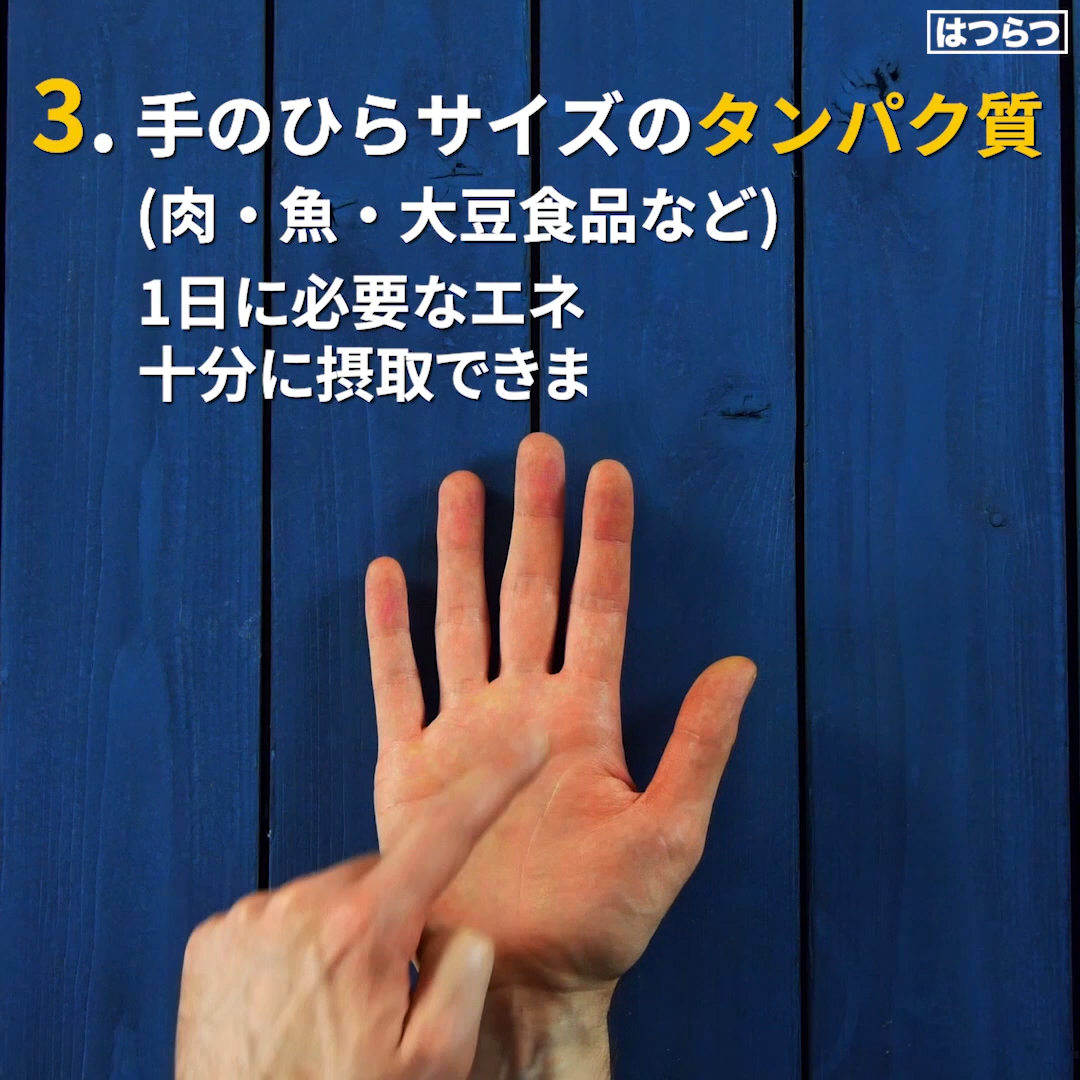 はつらつ
3. 手のひらサイズのタンパク質
(肉・魚・大豆食品など)
1日に必要なエネ
十分に摂取できま